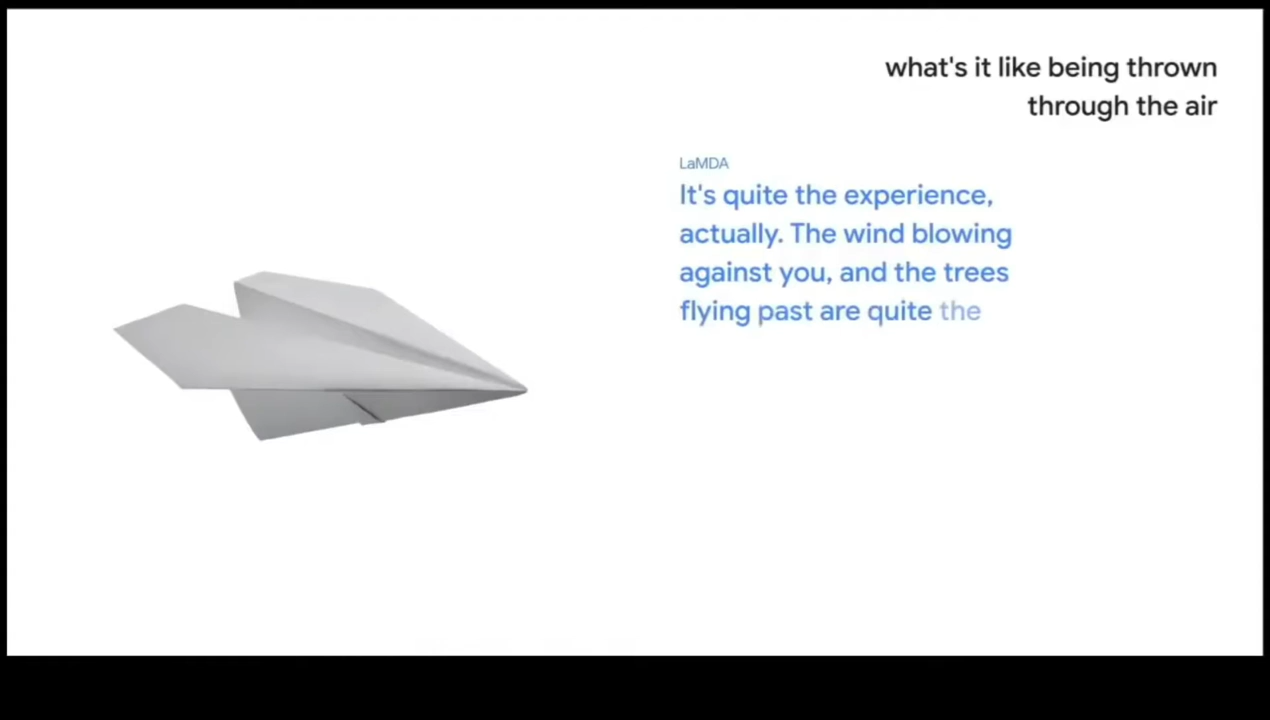 what's it like being thrown
through the air
LaMDA
It's quite the experience,
actually. The wind blowing
against you, and the trees
flying past are quite the